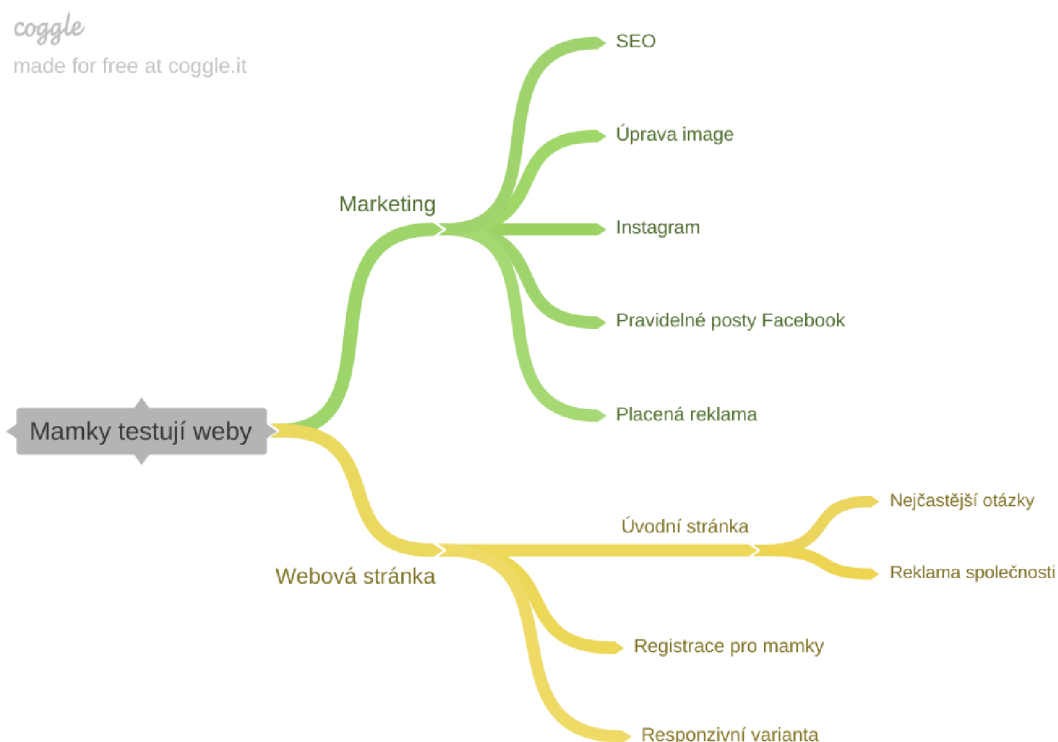 coggle
made for free at coggle.it
SEO
Úprava image
Marketing
Instagram
Pravidelné posty Facebook
Placená reklama
Mamky testují weby
Nejčastější otázky
Úvodní stránka
Reklama společnosti
Webová stránka
Registrace pro mamky
Responzivní varianta